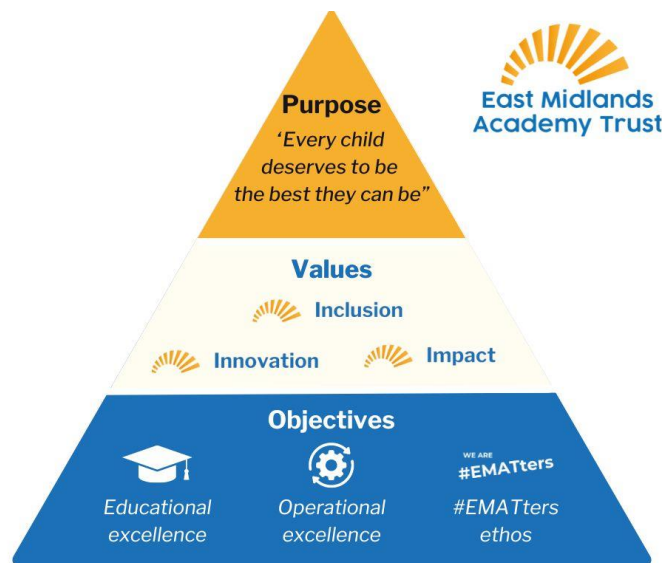 Purpose
‘Every child
deserves to be
the best they can be”
East Midlands
Academy Trust
Values
Inclusion
Innovation
Impact
Objectives
WE ARE
#EMATters
Educational
excellence
Operational
excellence
#EMATters
ethos